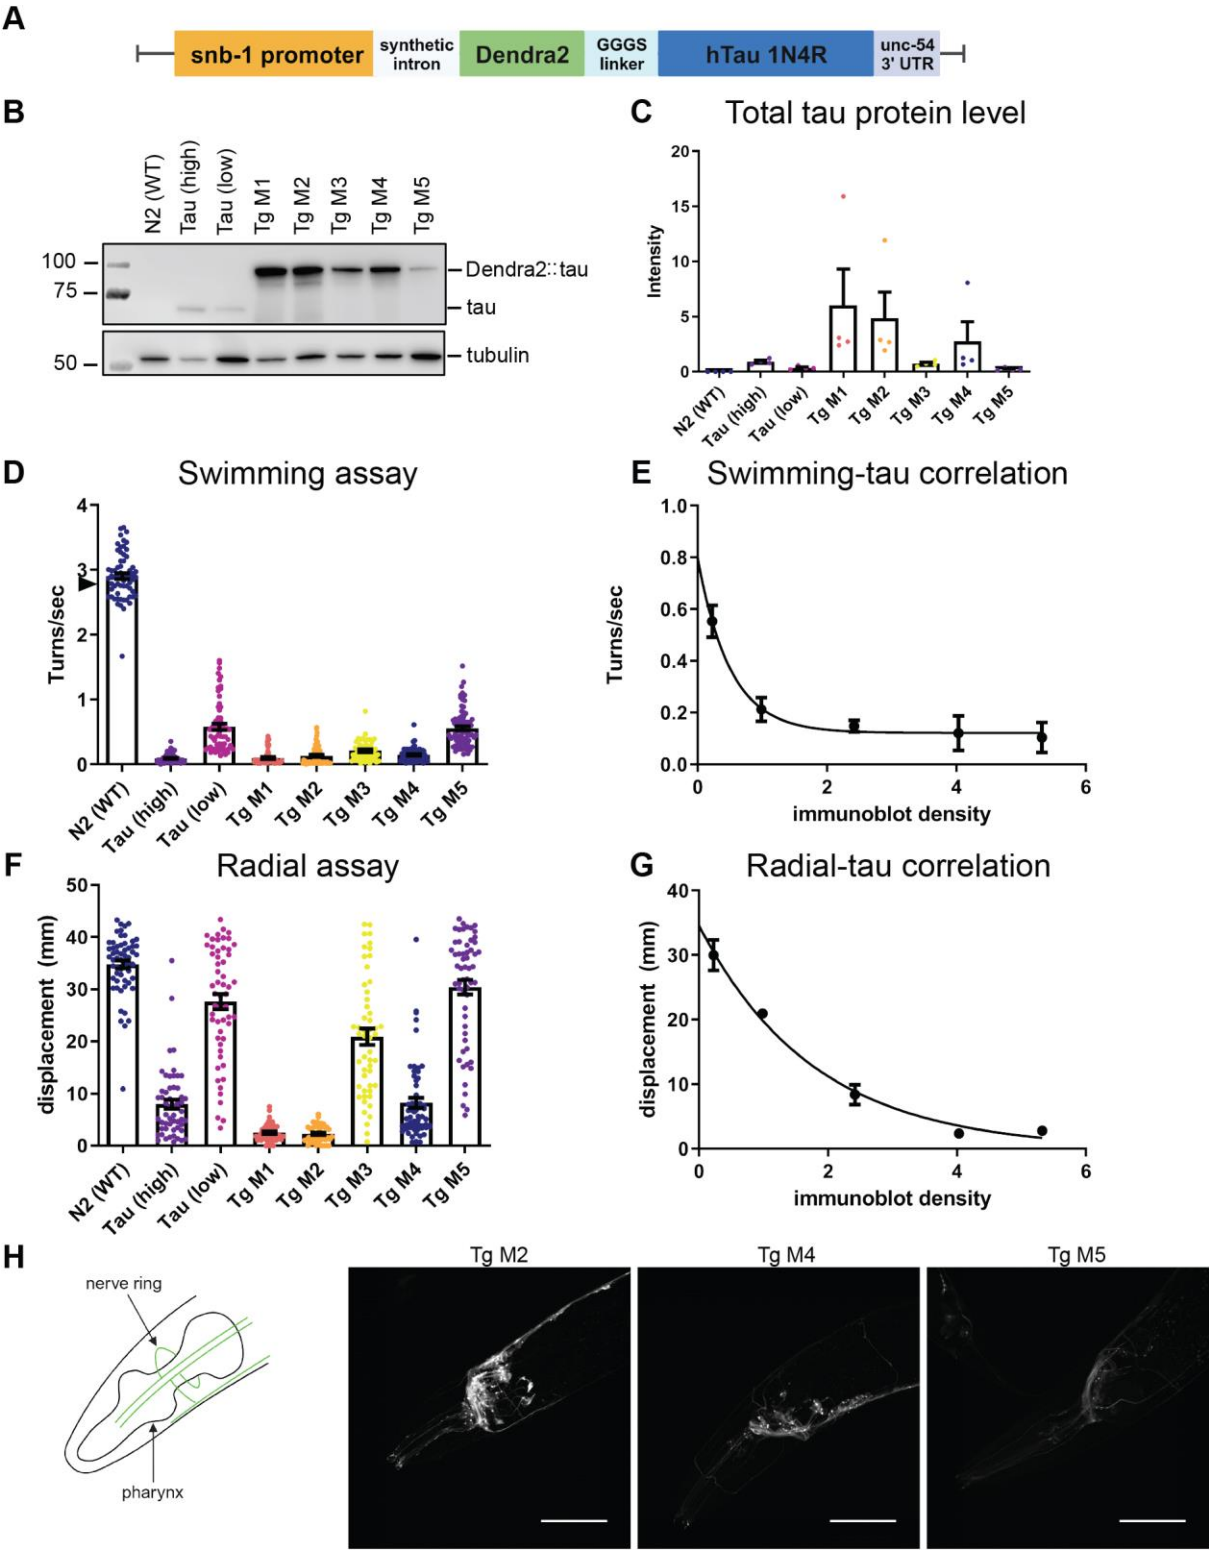 A
snb-1 promoter
synthetic
intron
Dendra2
GGGS
linker
hTau 1N4R
unc-54
3' UTR
B
N2 (WT)
Tau (high)
Tau (low)
Tg M1
Tg M2
Tg M3
Tg M4
Tg M5
100
75
50
Dendra2::tau
tau
tubulin
C
Total tau protein level
Intensity
20
15
10
5
0
N2 (WT)
Tau (high)
Tau (low)
Tg M1
Tg M2
Tg M3
Tg M4
Tg M5
D
Swimming assay
Turns/sec
4
3
2
1
0
N2 (WT)
Tau (high)
Tau (low)
Tg M1
Tg M2
Tg M3
Tg M4
Tg M5
E
Swimming-tau correlation
Turns/sec
1.0
0.8
0.6
0.4
0.2
0.0
0
2
4
6
immunoblot density
F
Radial assay
displacement (mm)
50
40
30
20
10
0
N2 (WT)
Tau (high)
Tau (low)
Tg M1
Tg M2
Tg M3
Tg M4
Tg M5
G
Radial-tau correlation
displacement (mm)
40
30
20
10
0
0
2
4
6
immunoblot density
H
nerve ring
pharynx
Tg M2
Tg M4
Tg M5